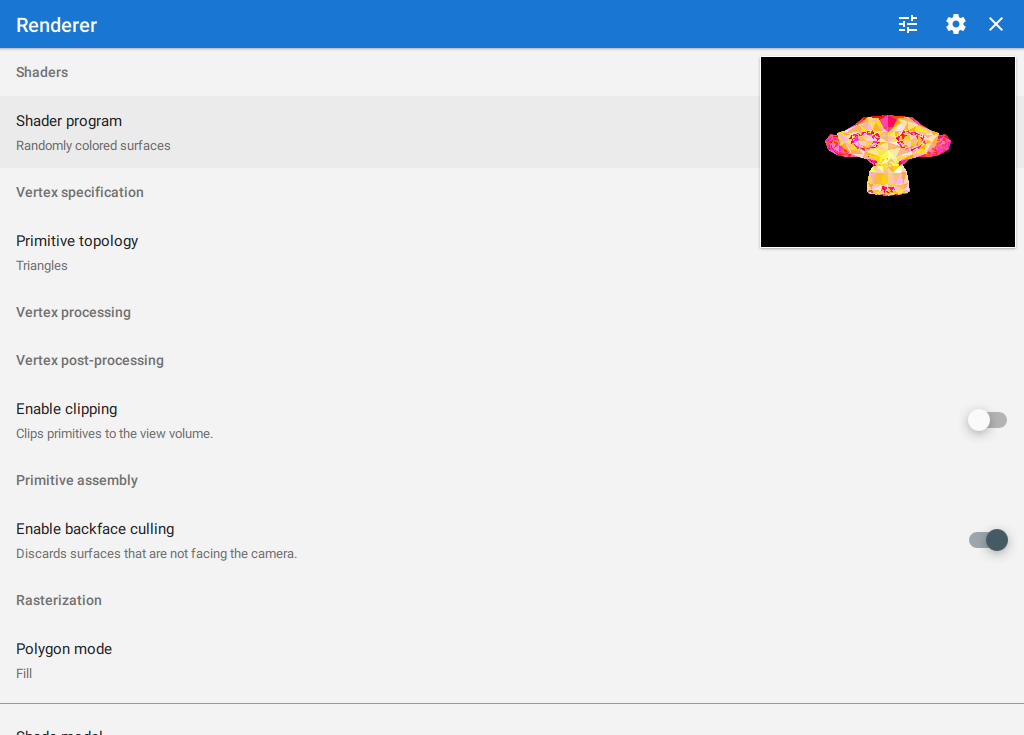 Renderer
Shaders
Shader program
Randomly colored surfaces
Vertex specification
Primitive topology
Triangles
Vertex processing
Vertex post-processing
Enable clipping
Clips primitives to the view volume.
Primitive assembly
Enable backface culling
Discards surfaces that are not facing the camera.
Rasterization
Polygon mode
Fill
Shade model